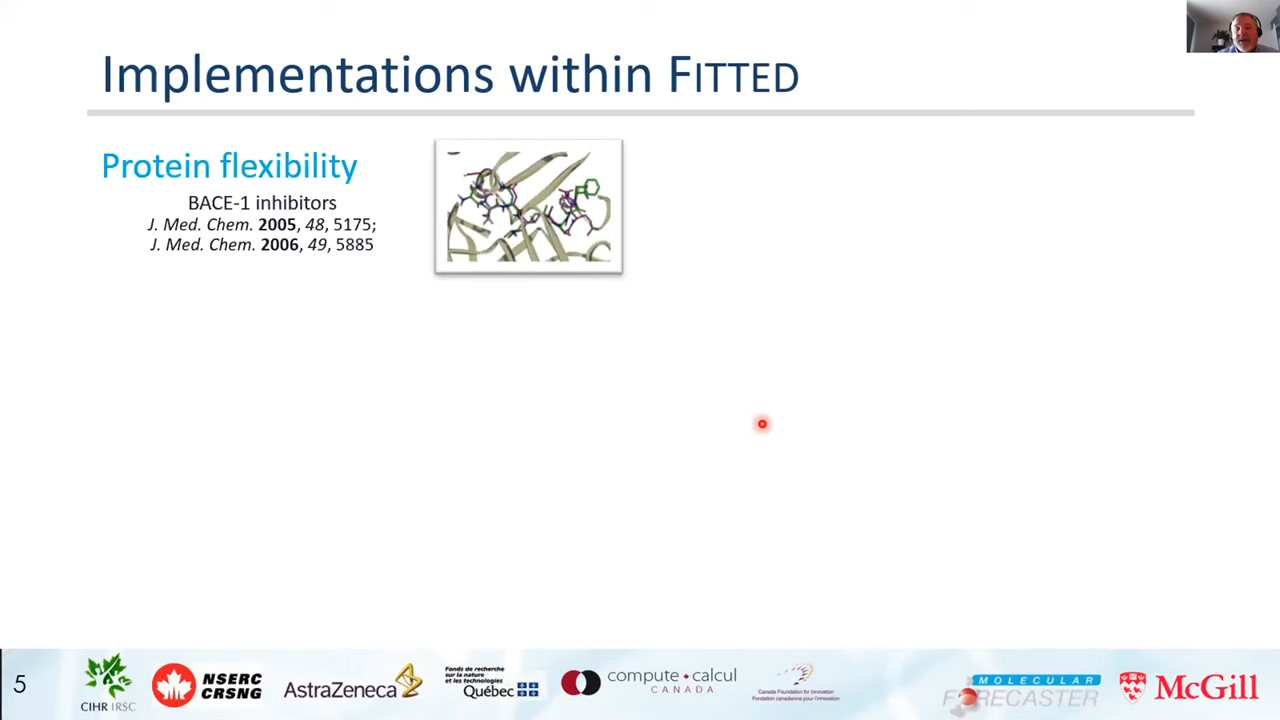 Implementations within FITTED
Protein flexibility
BACE-1 inhibitors
J. Med. Chem. 2005, 48, 5175;
J. Med. Chem. 2006, 49, 5885
5
CIHR IRSC
NSERC
CRSNG
AstraZeneca
Fonds de recherche
sur la nature
et les technologies
Québec
compute • calcul
CANADA
Canada Foundation for Innovation
Fondation canadienne pour l'innovation
MOLECULAR
FORECASTER
McGill